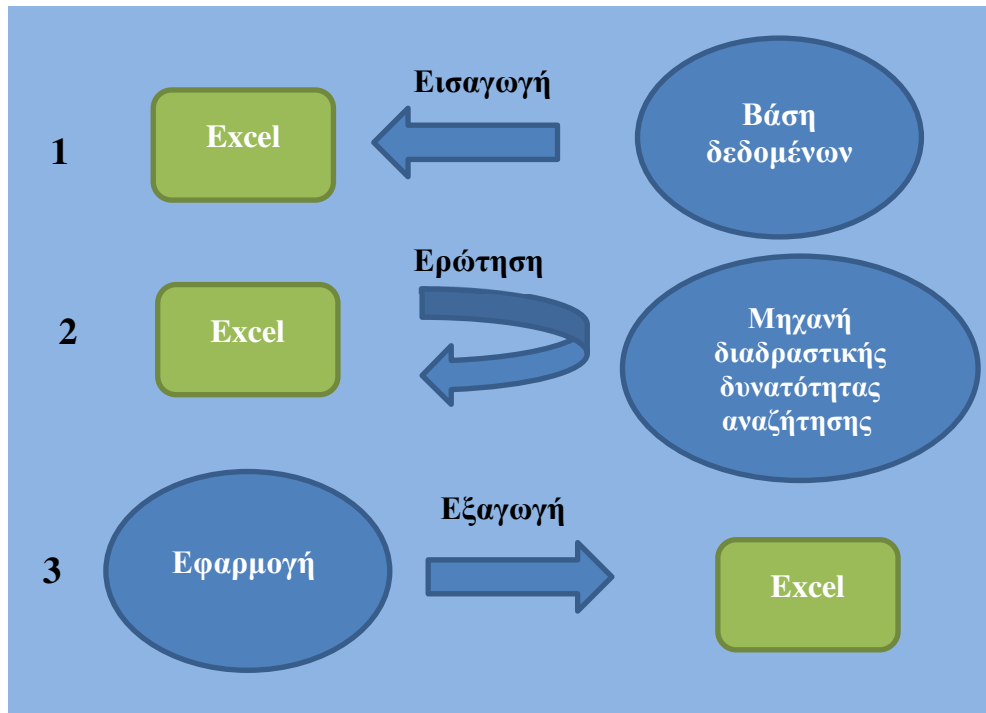 Εισαγωγή
1
Excel
Βάση
δεδομένων
Ερώτηση
2
Excel
Μηχανή
διαδραστικής
δυνατότητας
αναζήτησης
Εξαγωγή
3
Εφαρμογή
Excel